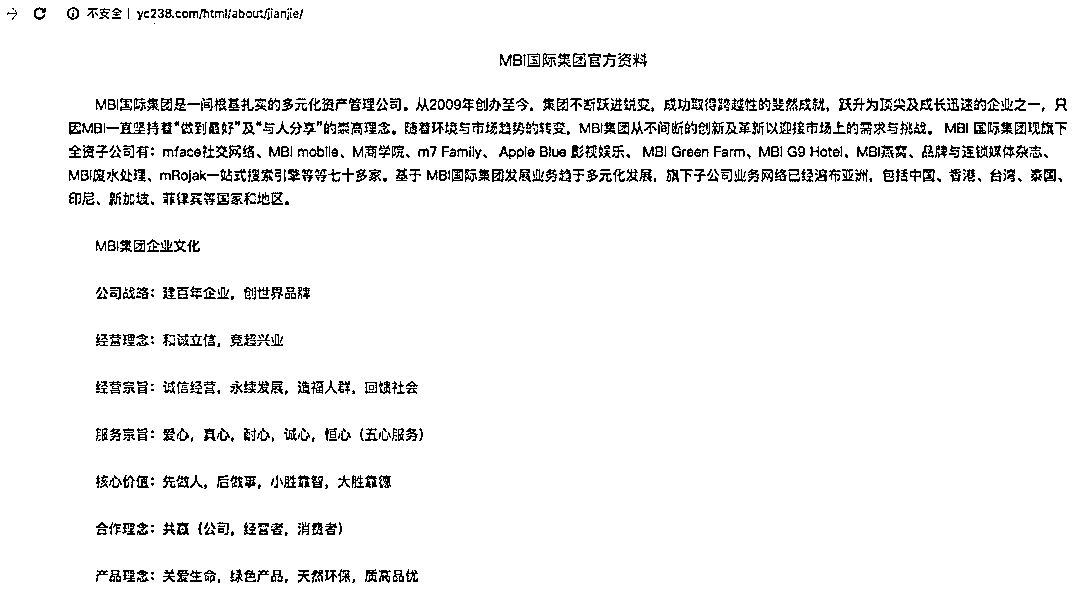 不安全 | yc238.com/html/about/jianjie/
MBI国际集团官方资料
MBI国际集团是一间根基扎实的多元化资产管理公司。从2009年创办至今，集团不断跃进蜕变，成功取得跨越性的斐然成就，跃升为顶尖及成长迅速的企业之一，只
因MBI一直坚持着“做到最好”及“与人分享”的崇高理念。随着环境与市场趋势的转变，MBI集团从不间断的创新及革新以迎接市场上的需求与挑战。 MBI 国际集团现旗下
全资子公司有：mface社交网络、MBI mobile、M商学院、m7 Family、 Apple Blue 影视娱乐、 MBI Green Farm、MBI G9 Hotel、MBI燕窝、品牌与连锁媒体杂志、
MBI废水处理、mRojak一站式搜索引擎等等七十多家。基于 MBI国际集团发展业务趋于多元化发展，旗下子公司业务网络已经遍布亚洲，包括中国、香港、台湾、泰国、
印尼、新加坡、菲律宾等国家和地区。
MBI集团企业文化
公司战略：建百年企业，创世界品牌
经营理念：和诚立信，竞超兴业
经营宗旨：诚信经营，永续发展，造福人群，回馈社会
服务宗旨：爱心，真心，耐心，诚心，恒心（五心服务）
核心价值：先做人，后做事，小胜靠智，大胜靠德
合作理念：共赢（公司，经营者，消费者）
产品理念：关爱生命，绿色产品，天然环保，质高品优